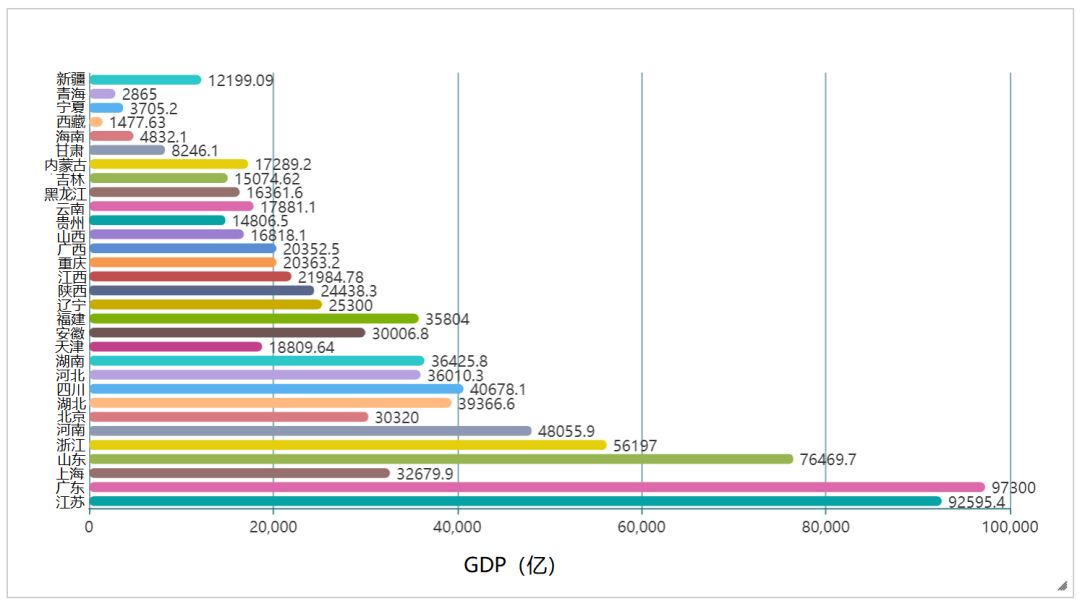 新疆 12199.09
青海 2865
宁夏 3705.2
西藏 1477.63
海南 4832.1
甘肃 8246.1
内蒙古 17289.2
吉林 15074.62
黑龙江 16361.6
云南 17881.1
贵州 14806.5
山西 16818.1
广西 20352.5
重庆 20363.2
江西 21984.78
陕西 24438.3
辽宁 25300
福建 35804
安徽 30006.8
天津 18809.64
湖南 36425.8
河北 36010.3
四川 40678.1
湖北 39366.6
北京 30320
河南 48055.9
浙江 56197
山东 76469.7
上海 32679.9
广东 97300
江苏 92595.4
0 20,000 40,000 60,000 80,000 100,000
GDP（亿）